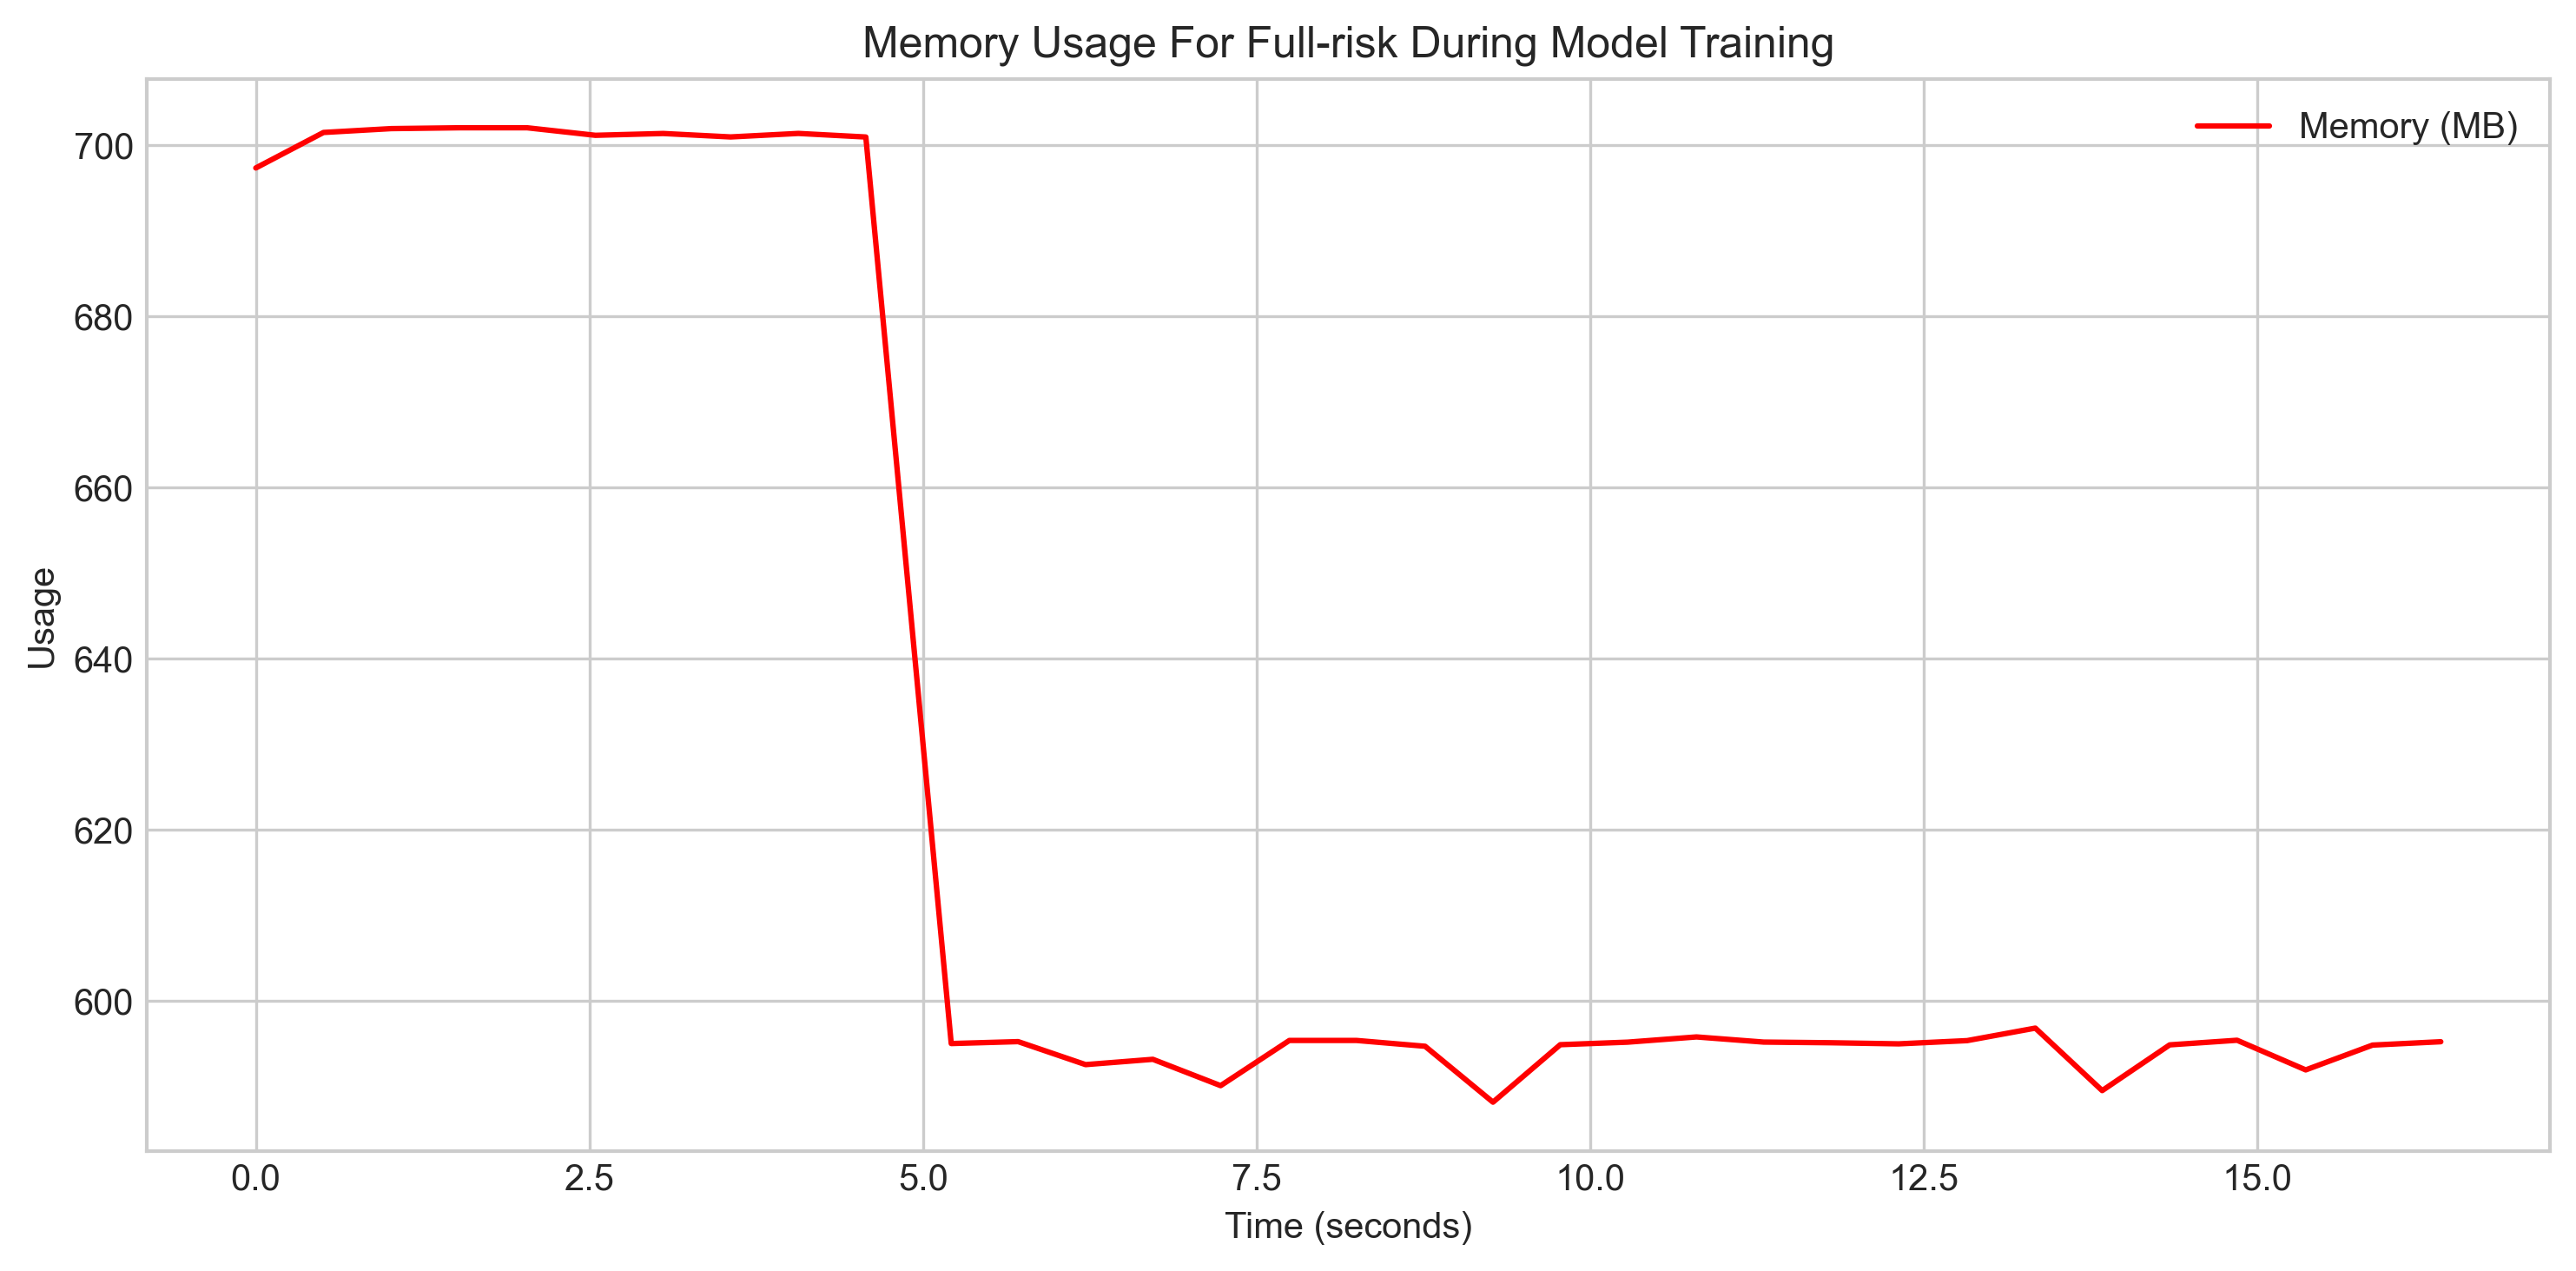 Memory Usage For Full-risk During Model Training
Memory (MB)
700
680
660
640
620
600
Usage
0.0 2.5 5.0 7.5 10.0 12.5 15.0
Time (seconds)